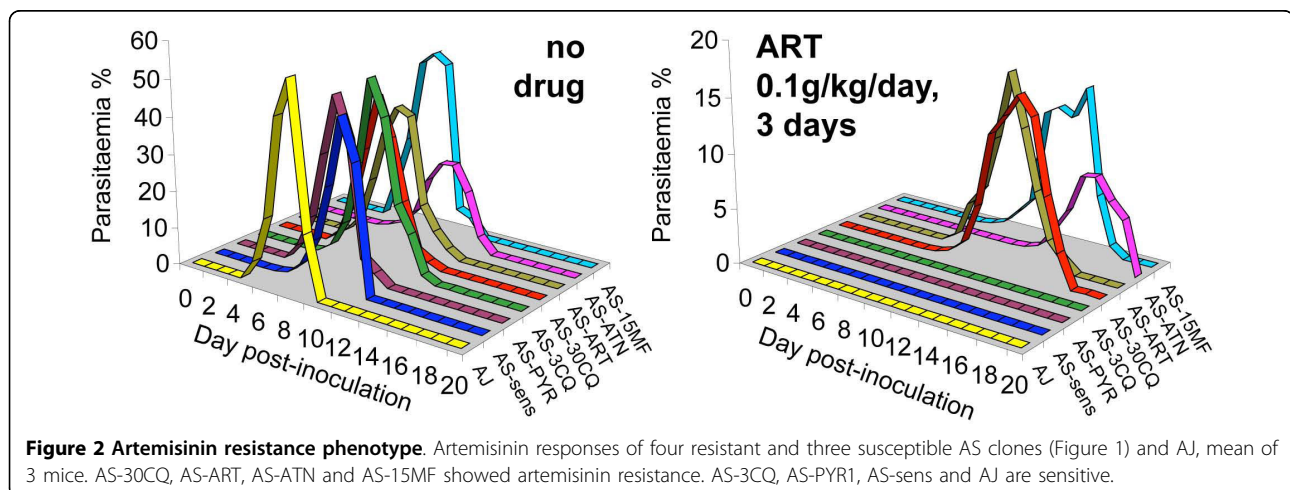 60
50
40
30
20
10
0
Parasitaemia %
no
drug
0
2
4
6
8
10
12
14
16
18
20
Day post-inoculation
AJ
AS-sens
AS-PYR
AS-3CQ
AS-30CQ
AS-ART
AS-ATN
AS-15MF
20
15
10
5
0
Parasitaemia %
ART
0.1g/kg/day,
3 days
0
2
4
6
8
10
12
14
16
18
20
Day post-inoculation
AJ
AS-sens
AS-PYR
AS-3CQ
AS-30CQ
AS-ART
AS-ATN
AS-15MF
Figure 2 Artemisinin resistance phenotype. Artemisinin responses of four resistant and three susceptible AS clones (Figure 1) and AJ, mean of
3 mice. AS-30CQ, AS-ART, AS-ATN and AS-15MF showed artemisinin resistance. AS-3CQ, AS-PYR1, AS-sens and AJ are sensitive.